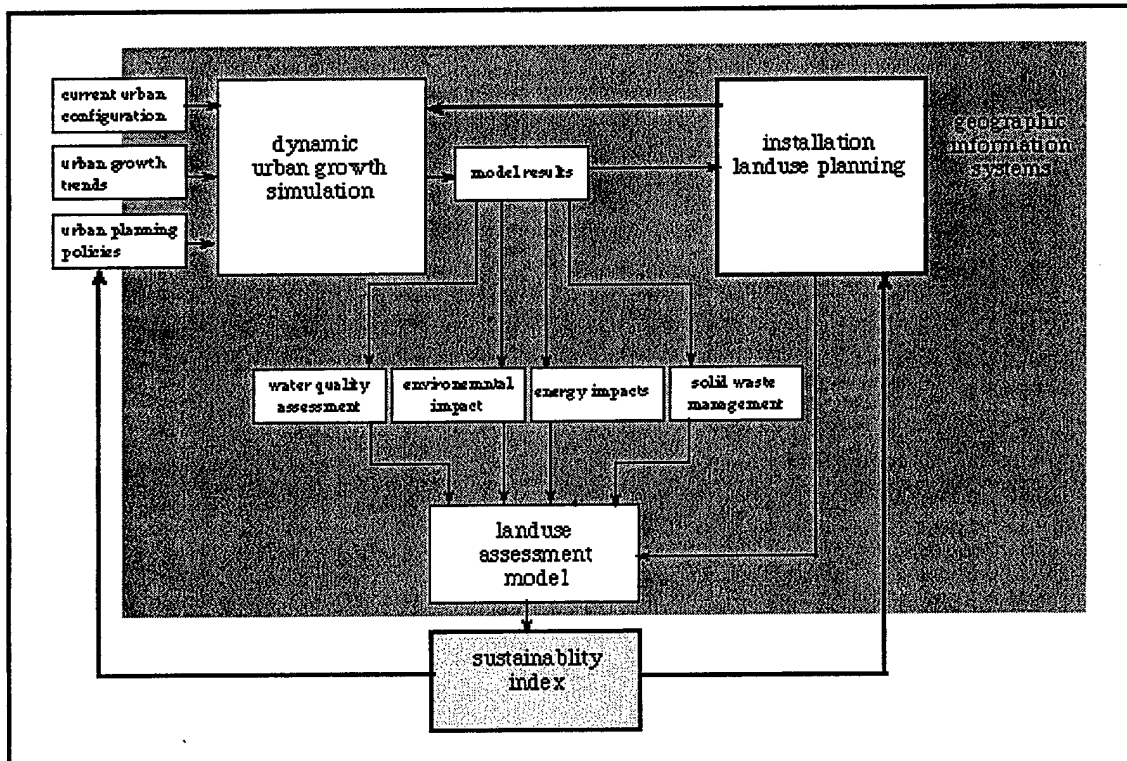 current urban
configuration
urban growth
trends
urban planning
policies
dynamic
urban growth
simulation
model results
installation
landuse planning
geographic
information
systems
water quality
assessment
environemntal
impact
energy impacts
solid waste
management
landuse
assessment
model
sustainablity
index